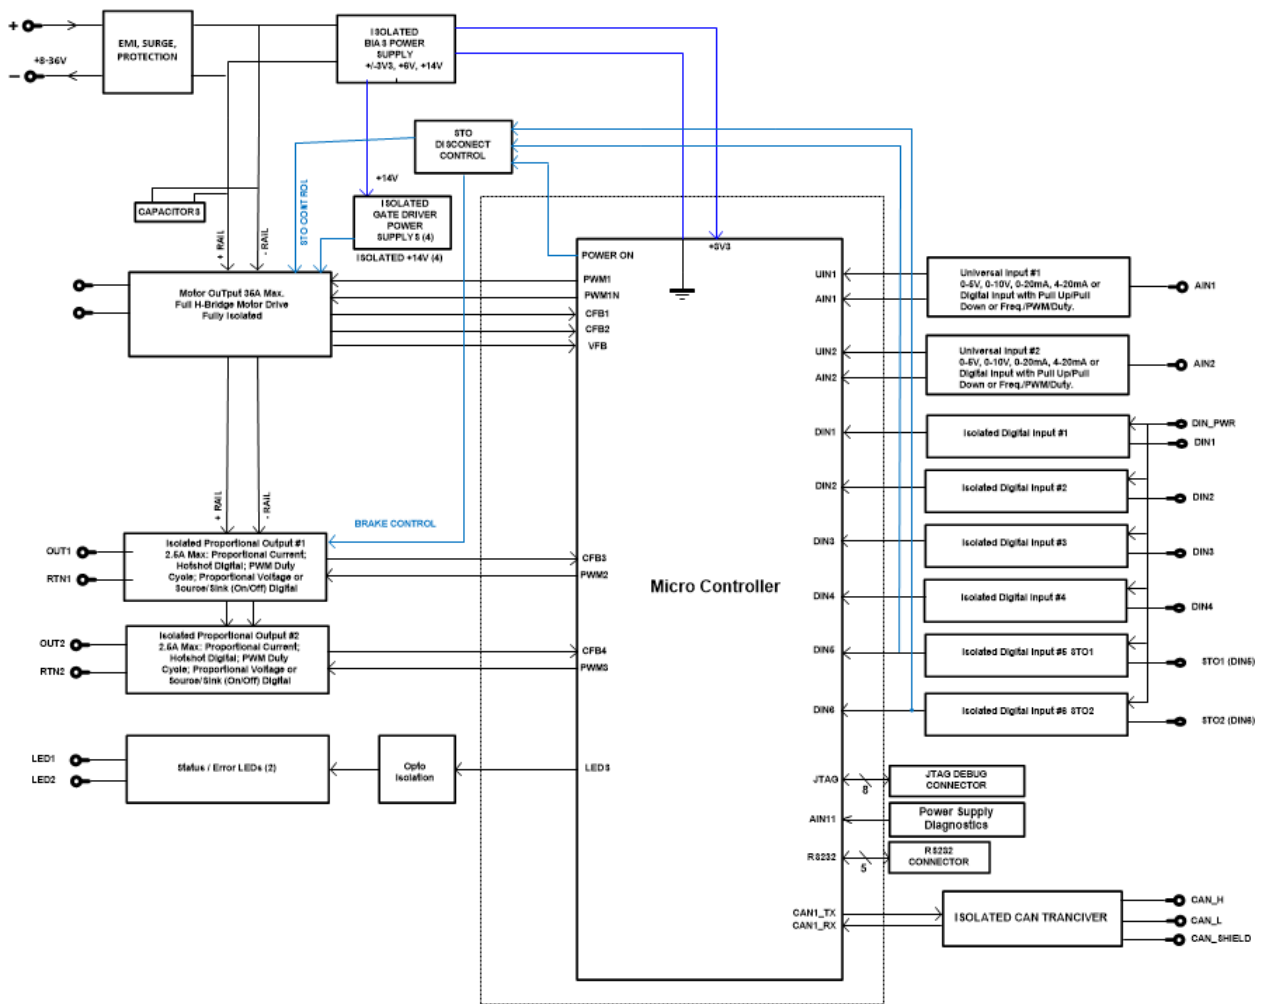 +
+8-36V
−
EMI, SURGE,
PROTECTION
ISOLATED
BIAS POWER
SUPPLY
+/-3V3, +6V, +14V
STO
DISCONECT
CONTROL
+14V
ISOLATED
GATE DRIVER
POWER
SUPPLYS (4)
ISOLATED +14V (4)
CAPACITORS
+ RAIL
- RAIL
STO CONTROL
Motor OuTput 35A Max.
Full H-Bridge Motor Drive
Fully Isolated
+ RAIL
- RAIL
BRAKE CONTROL
OUT1
RTN1
Isolated Proportional Output #1
2.5A Max: Proportional Current;
Hotshot Digital; PWM Duty
Cycle; Proportional Voltage or
Source/Sink (On/Off) Digital
OUT2
RTN2
Isolated Proportional Output #2
2.5A Max: Proportional Current;
Hotshot Digital; PWM Duty
Cycle; Proportional Voltage or
Source/Sink (On/Off) Digital
LED1
LED2
Status / Error LEDs (2)
Opto
Isolation
+3V3
POWER ON
PWM1
PWM1N
CFB1
CFB2
VFB
CFB3
PWM2
CFB4
PWM3
LEDS
Micro Controller
UIN1
AIN1
UIN2
AIN2
DIN1
DIN2
DIN3
DIN4
DIN5
DIN6
JTAG
AIN11
RS232
CAN1_TX
CAN1_RX
8
5
Universal Input #1
0-5V, 0-10V, 0-20mA, 4-20mA or
Digital Input with Pull Up/Pull
Down or Freq./PWM/Duty.
AIN1
Universal Input #2
0-5V, 0-10V, 0-20mA, 4-20mA or
Digital Input with Pull Up/Pull
Down or Freq./PWM/Duty.
AIN2
Isolated Digital Input #1
DIN_PWR
DIN1
Isolated Digital Input #2
DIN2
Isolated Digital Input #3
DIN3
Isolated Digital Input #4
DIN4
Isolated Digital Input #5 STO1
STO1 (DIN5)
Isolated Digital Input #6 STO2
STO2 (DIN6)
JTAG DEBUG
CONNECTOR
Power Supply
Diagnostics
RS232
CONNECTOR
ISOLATED CAN TRANCIVER
CAN_H
CAN_L
CAN_SHIELD